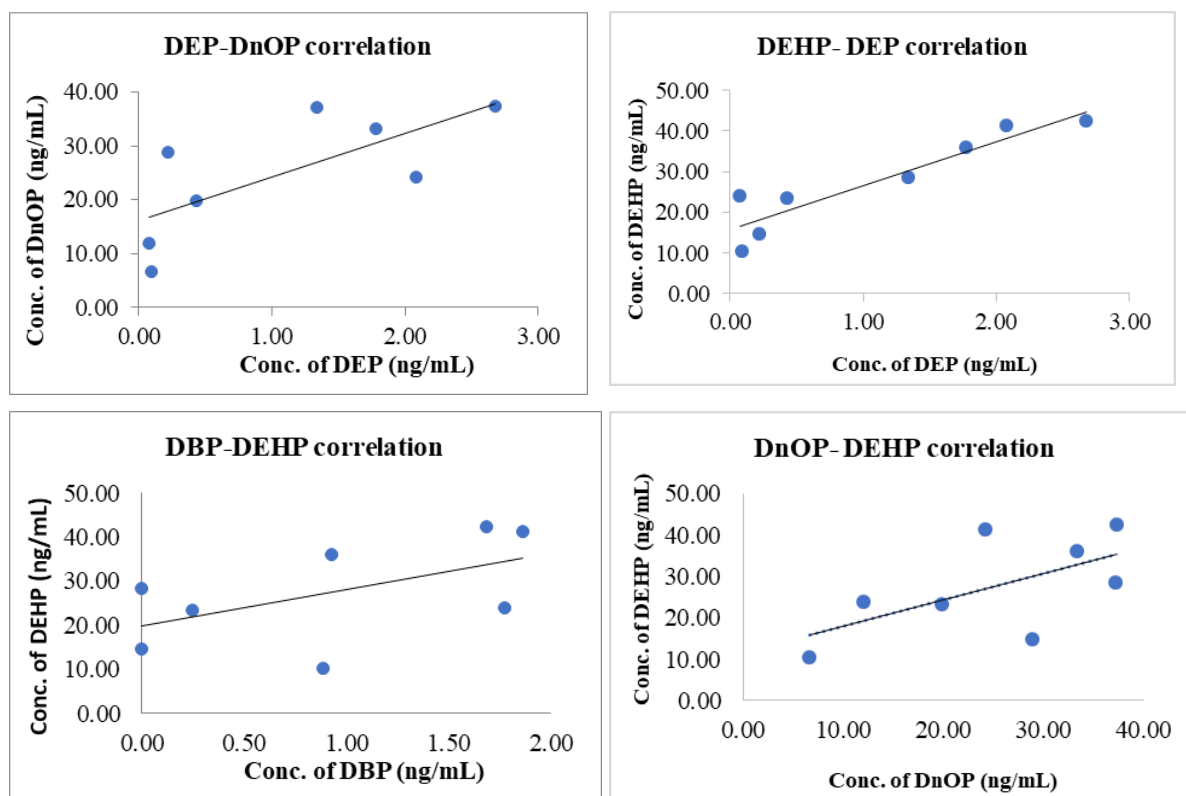 DEP-DnOP correlation
Conc. of DnOP (ng/mL)
40.00
30.00
20.00
10.00
0.00
0.00 1.00 2.00 3.00
Conc. of DEP (ng/mL)
DEHP- DEP correlation
Conc. of DEHP (ng/mL)
50.00
40.00
30.00
20.00
10.00
0.00
0.00 1.00 2.00 3.00
Conc. of DEP (ng/mL)
DBP-DEHP correlation
Conc. of DEHP (ng/mL)
50.00
40.00
30.00
20.00
10.00
0.00
0.00 0.50 1.00 1.50 2.00
Conc. of DBP (ng/mL)
DnOP- DEHP correlation
Conc. of DEHP (ng/mL)
50.00
40.00
30.00
20.00
10.00
0.00
0.00 10.00 20.00 30.00 40.00
Conc. of DnOP (ng/mL)